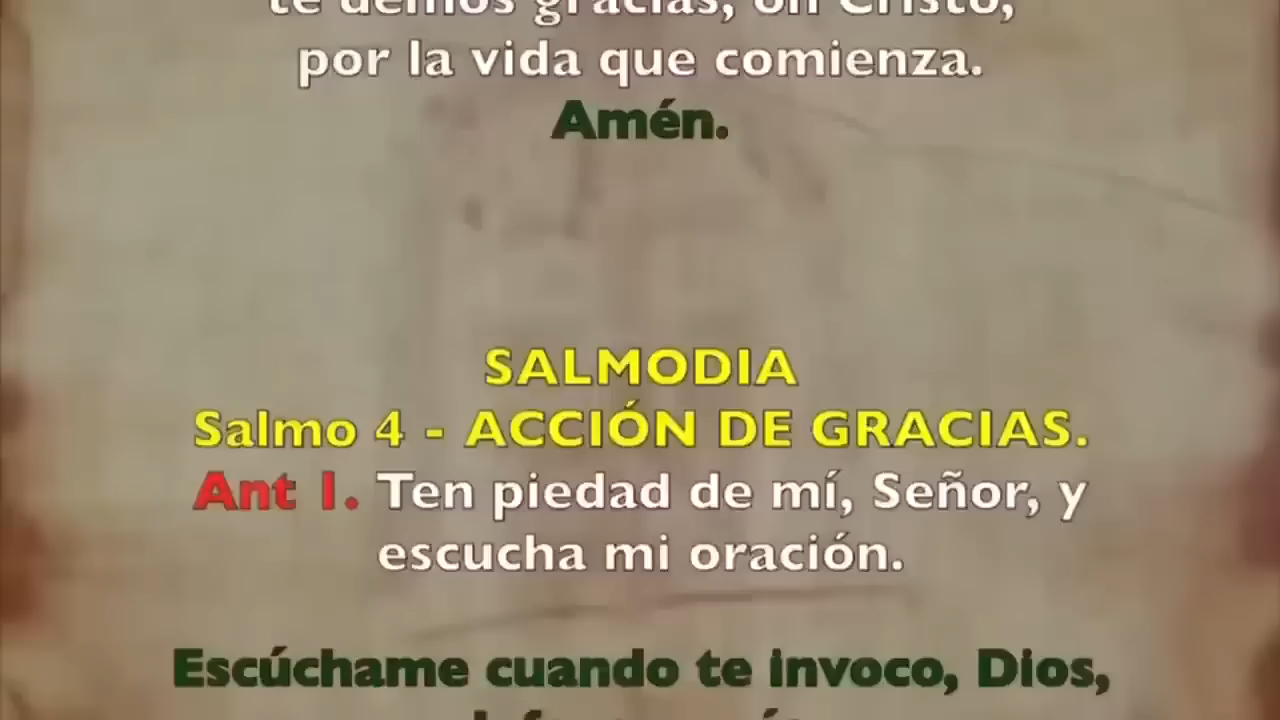 te demos gracias, oh Cristo,
por la vida que comienza.
Amén.
SALMODIA
Salmo 4 - ACCIÓN DE GRACIAS.
Ant 1. Ten piedad de mí, Señor, y
escucha mi oración.
Escúchame cuando te invoco, Dios,